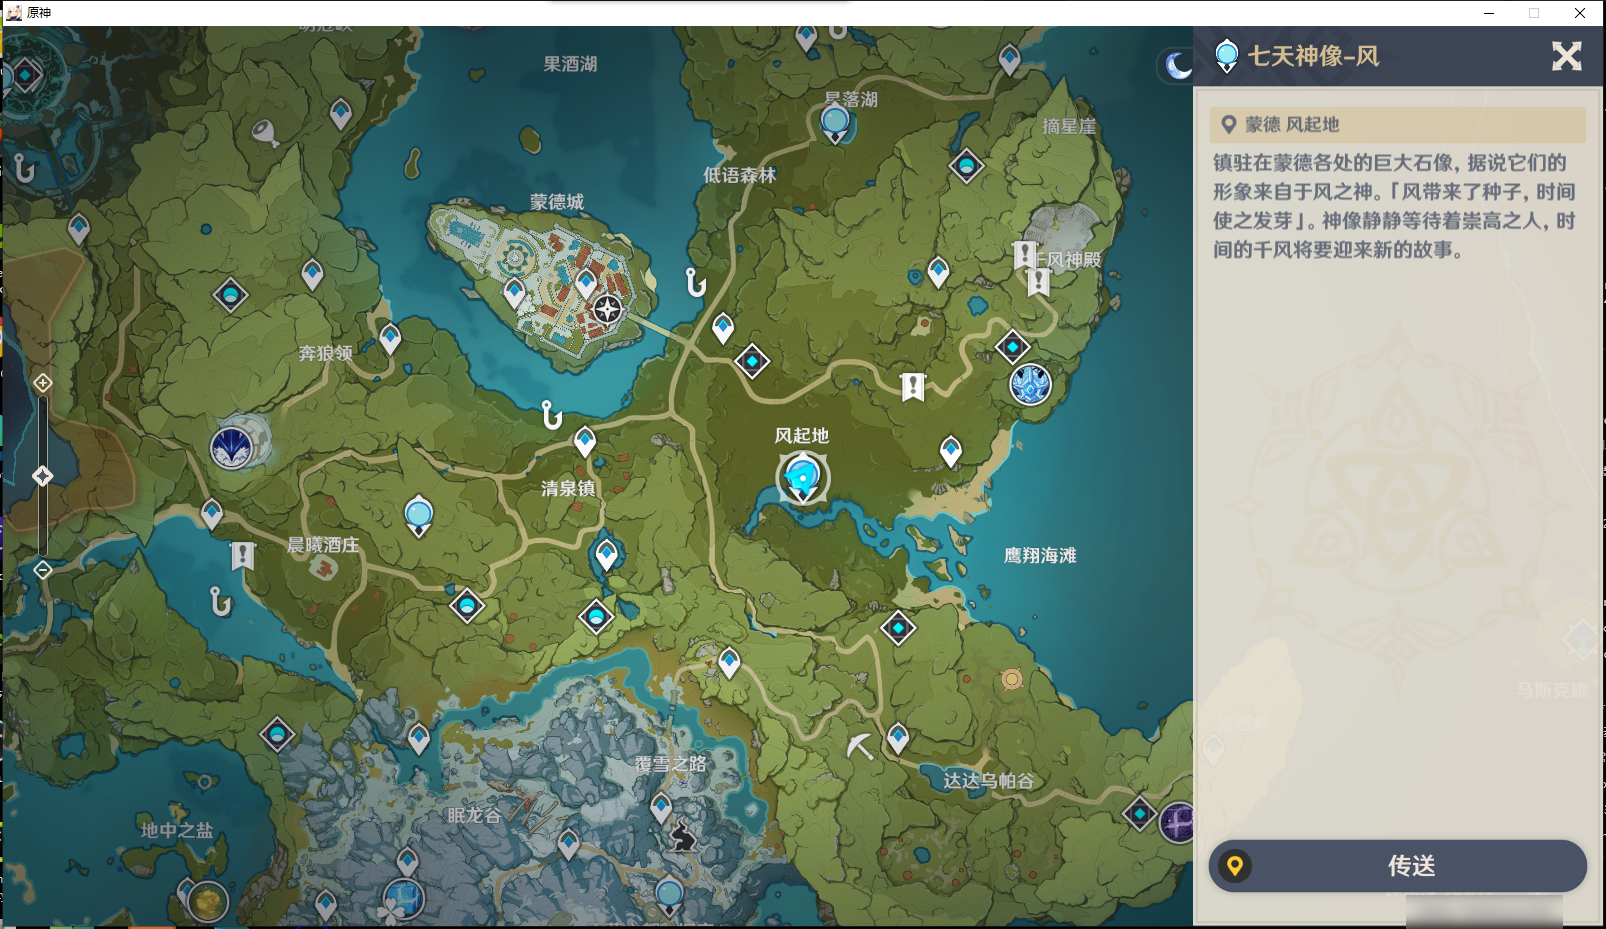 原神
果酒湖
星落湖
摘星崖
低语森林
蒙德城
千风神殿
奔狼领
风起地
清泉镇
晨曦酒庄
鹰翔海滩
覆雪之路
达达乌帕谷
眠龙谷
地中之盐
七天神像-风
蒙德 风起地
镇驻在蒙德各处的巨大石像，据说它们的
形象来自于风之神。「风带来了种子，时间
使之发芽」。神像静静等待着崇高之人，时
间的千风将要迎来新的故事。
马斯克礁
传送